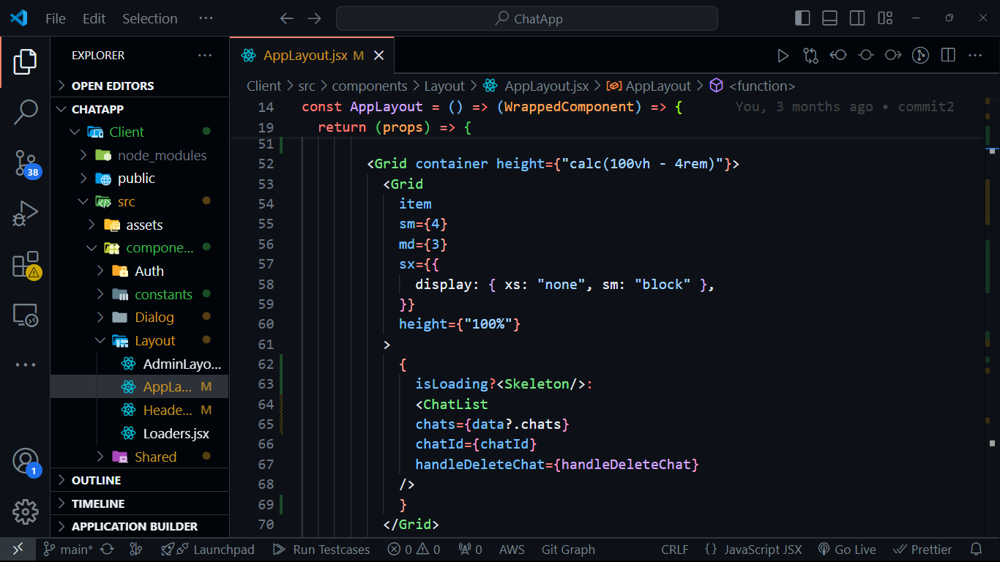 File Edit Selection ··· ChatApp
EXPLORER ···
OPEN EDITORS
CHATAPP
Client
node_modules
public
src
assets
compone...
Auth
constants
Dialog
Layout
AdminLayo...
AppLa... M
Heade... M
Loaders.jsx
Shared
OUTLINE
TIMELINE
APPLICATION BUILDER
38
1
AppLayout.jsx M
Client > src > components > Layout > AppLayout.jsx > AppLayout > <function>
14 const AppLayout = () => (WrappedComponent) => { You, 3 months ago • commit2
19 return (props) => {
51
52 <Grid container height={"calc(100vh - 4rem)"}>
53 <Grid
54 item
55 sm={4}
56 md={3}
57 sx={{
58 display: { xs: "none", sm: "block" },
59 }}
60 height={"100%"}
61 >
62 {
63 isLoading?<Skeleton/>:
64 <ChatList
65 chats={data?.chats}
66 chatId={chatId}
67 handleDeleteChat={handleDeleteChat}
68 />
69 }
70 </Grid>
main* Launchpad Run Testcases 0 0 0 AWS Git Graph CRLF {} JavaScript JSX Go Live Prettier